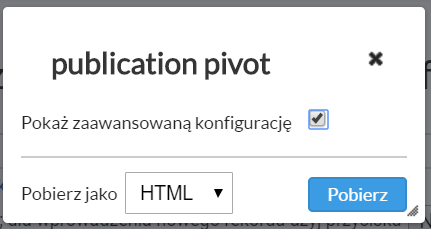 publication pivot
Pokaż zaawansowaną konfigurację
Pobierz jako HTML Pobierz